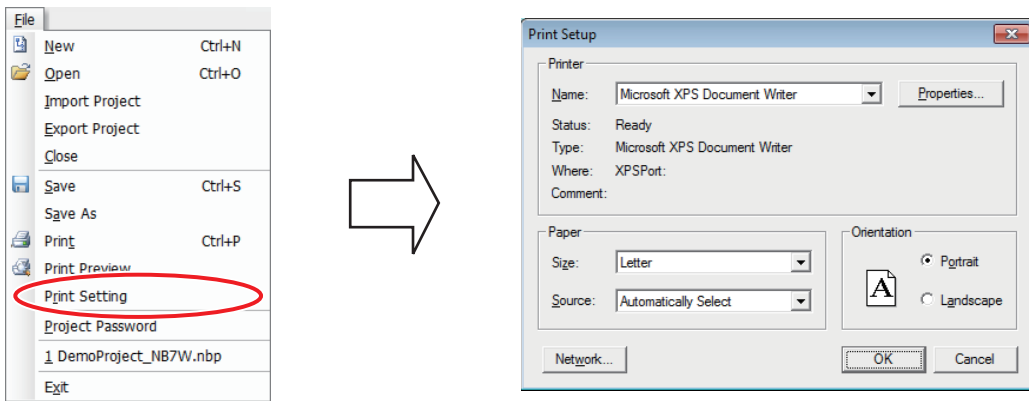 File
New Ctrl+N
Open Ctrl+O
Import Project
Export Project
Close
Save Ctrl+S
Save As
Print Ctrl+P
Print Preview
Print Setting
Project Password
1 DemoProject_NB7W.nbp
Exit
Print Setup
Printer
Name: Microsoft XPS Document Writer Properties...
Status: Ready
Type: Microsoft XPS Document Writer
Where: XPSPort:
Comment:
Paper
Size: Letter
Source: Automatically Select
Orientation
A
Portrait
Landscape
Network... OK Cancel